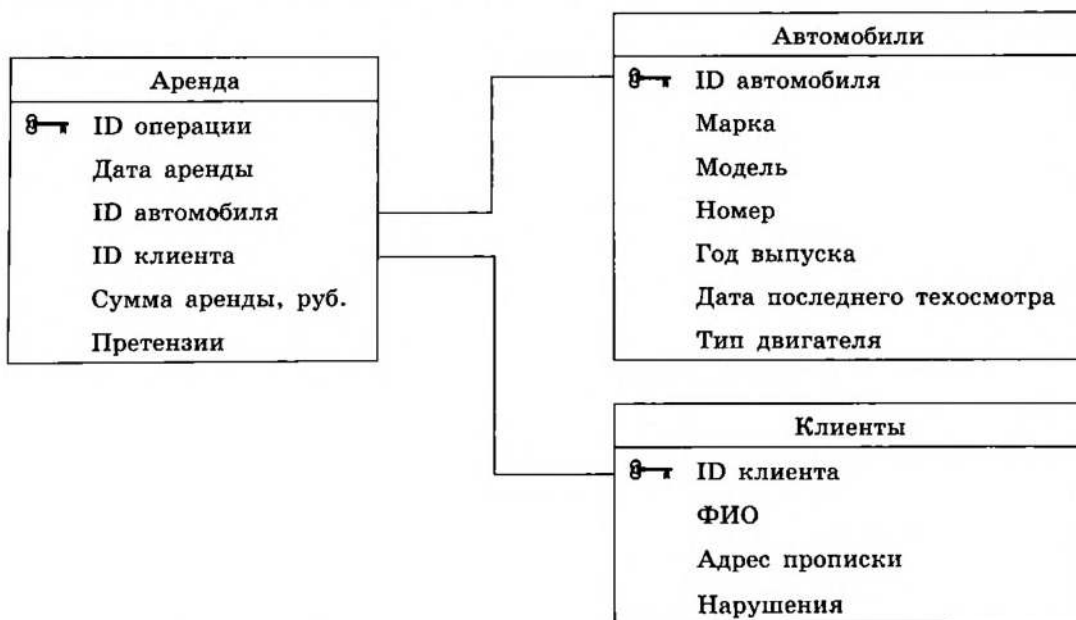 Аренда
ID операции
Дата аренды
ID автомобиля
ID клиента
Сумма аренды, руб.
Претензии
Автомобили
ID автомобиля
Марка
Модель
Номер
Год выпуска
Дата последнего техосмотра
Тип двигателя
Клиенты
ID клиента
ФИО
Адрес прописки
Нарушения